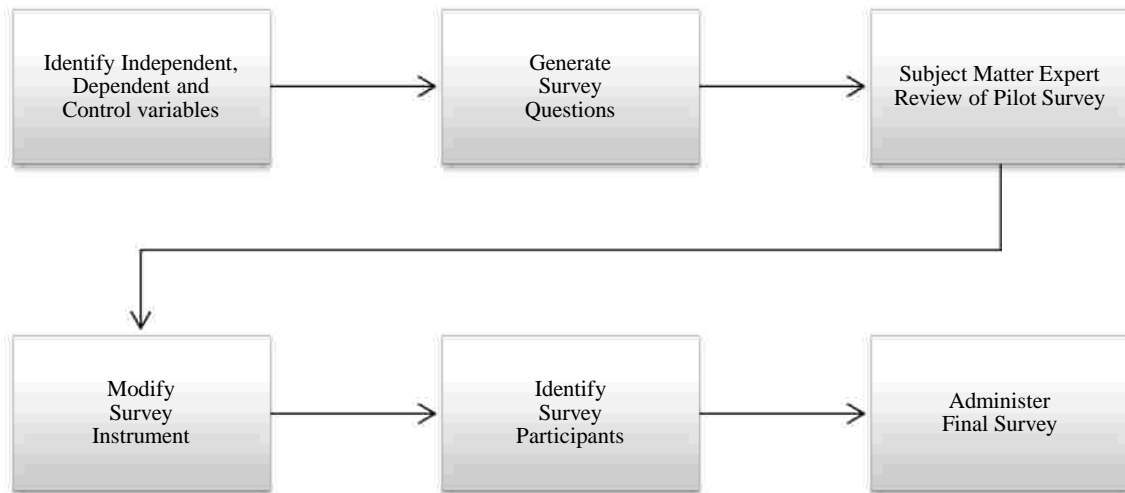 Identify Independent,
Dependent and
Control variables
Generate
Survey
Questions
Subject Matter Expert
Review of Pilot Survey
Modify
Survey
Instrument
Identify
Survey
Participants
Administer
Final Survey